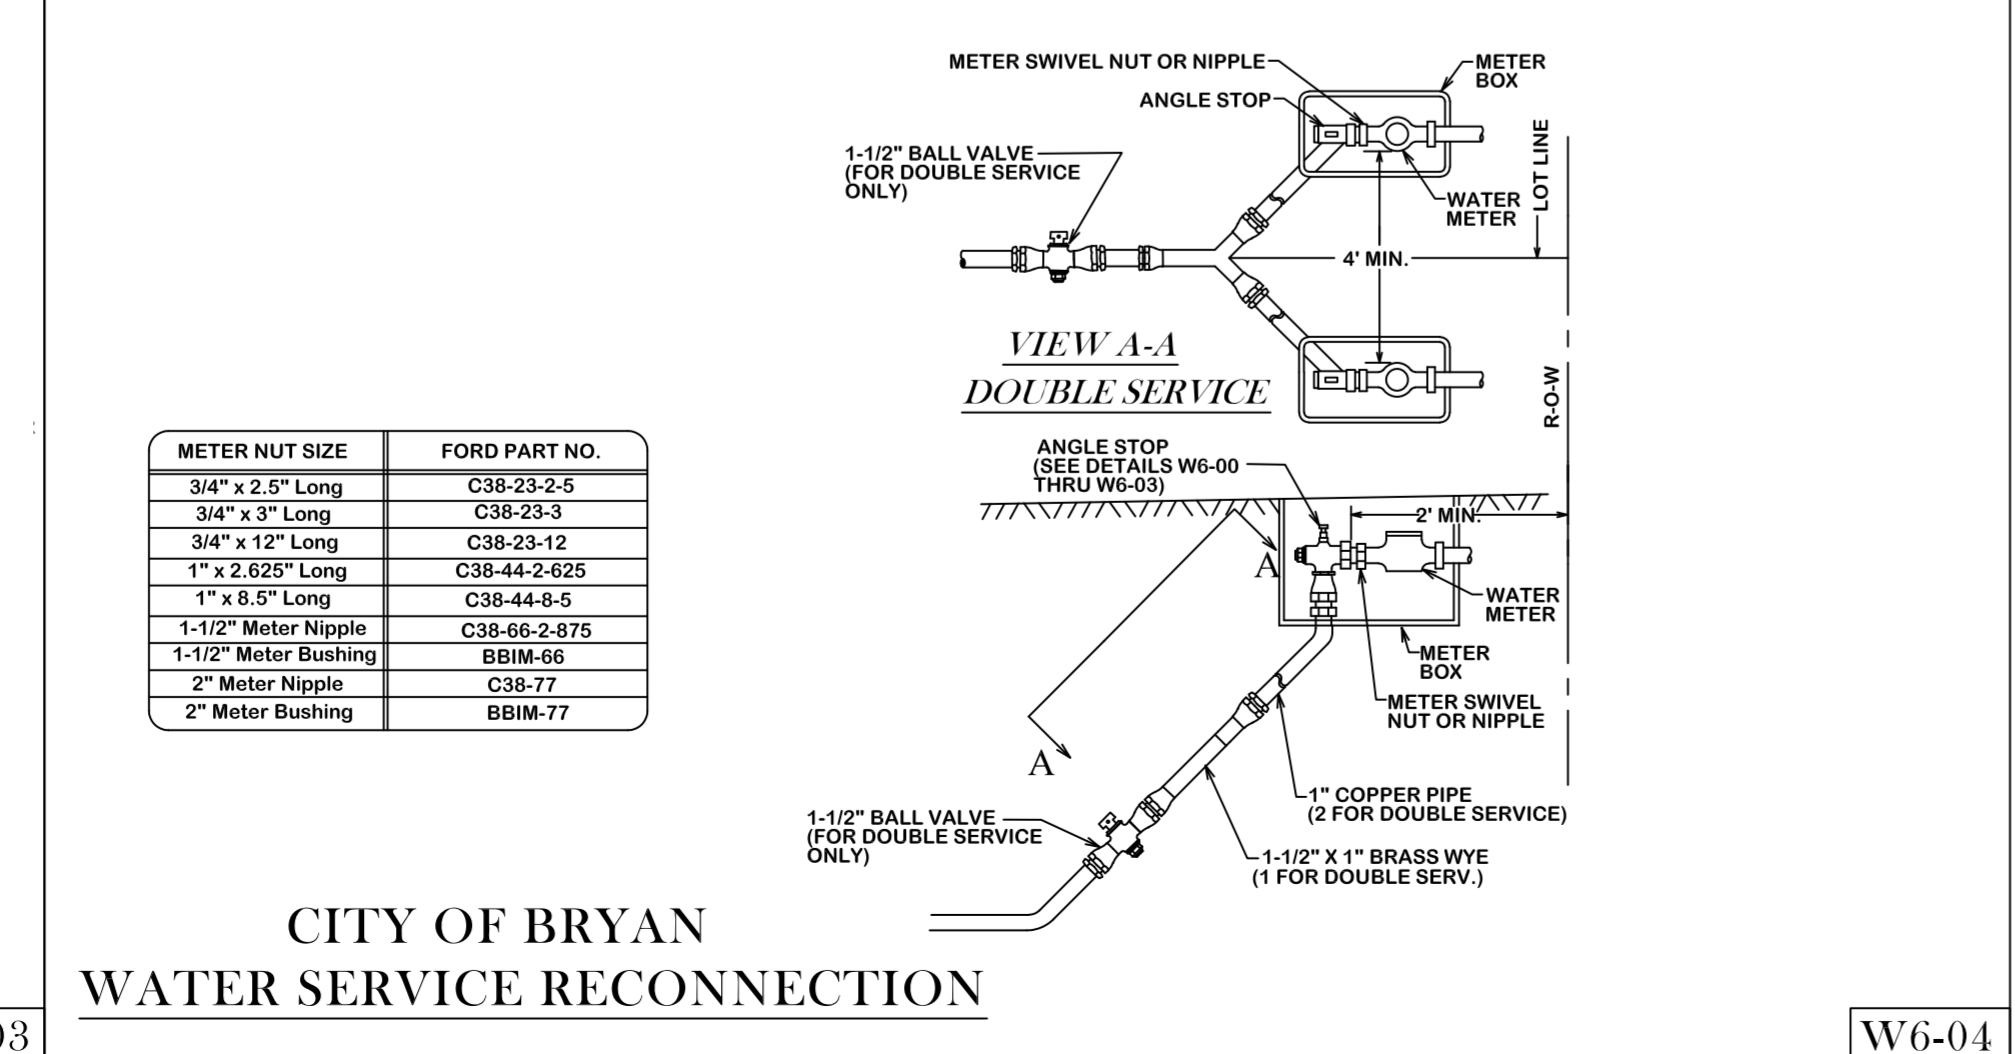 METER SWIVEL NUT OR NIPPLE
METER
BOX
ANGLE STOP
1-1/2" BALL VALVE
(FOR DOUBLE SERVICE
ONLY)
LOT LINE
WATER
METER
4' MIN.
VIEW A-A
DOUBLE SERVICE
R-O-W
METER NUT SIZE FORD PART NO.
3/4" x 2.5" Long C38-23-2-5
3/4" x 3" Long C38-23-3
3/4" x 12" Long C38-23-12
1" x 2.625" Long C38-44-2-625
1" x 8.5" Long C38-44-8-5
1-1/2" Meter Nipple C38-66-2-875
1-1/2" Meter Bushing BBIM-66
2" Meter Nipple C38-77
2" Meter Bushing BBIM-77
ANGLE STOP
(SEE DETAILS W6-00
THRU W6-03)
2' MIN.
A
WATER
METER
METER
BOX
METER SWIVEL
NUT OR NIPPLE
A
1" COPPER PIPE
(2 FOR DOUBLE SERVICE)
1-1/2" BALL VALVE
(FOR DOUBLE SERVICE
ONLY)
1-1/2" X 1" BRASS WYE
(1 FOR DOUBLE SERV.)
CITY OF BRYAN
WATER SERVICE RECONNECTION
W6-04